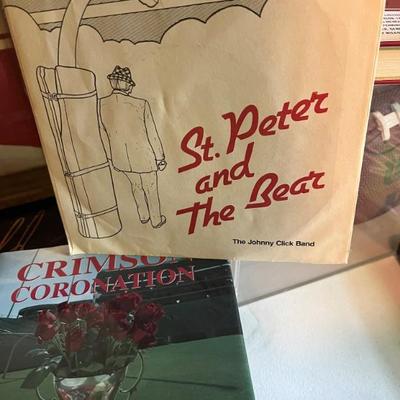 St. Peter
and
The Bear
The Johnny Click Band
CRIMSON
CORONATION